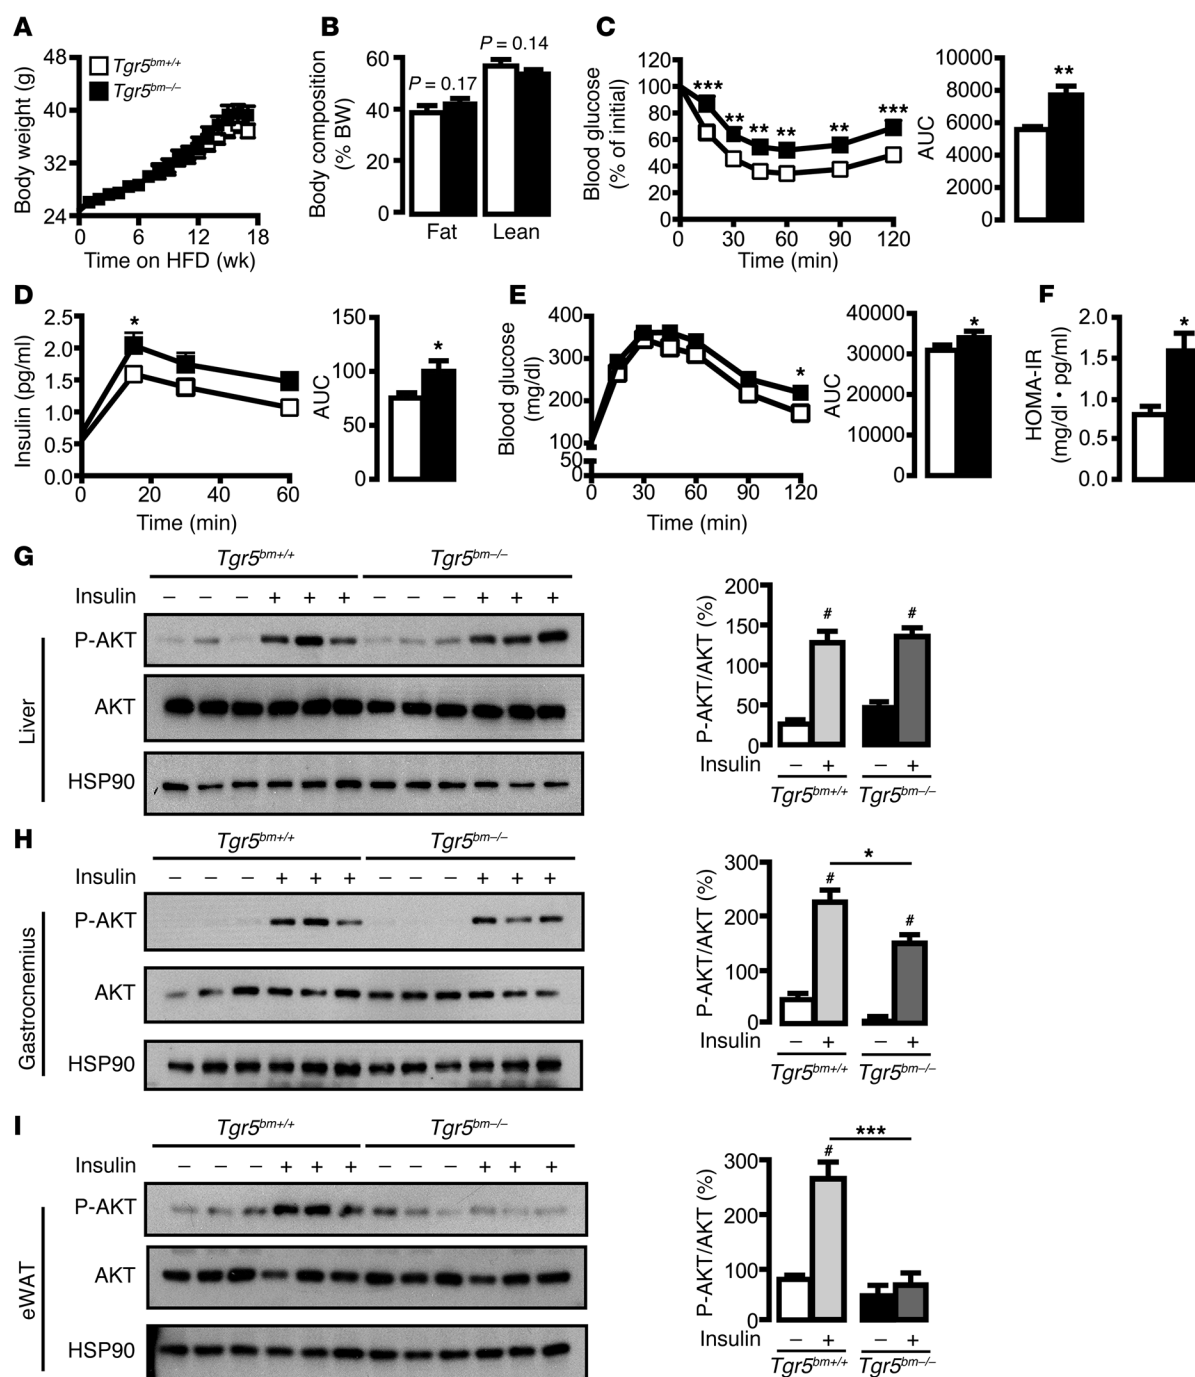 A
Body weight (g)
48
40
32
24
0
6
12
18
Time on HFD (wk)
Tgr5bm+/+
Tgr5bm–/–
B
Body composition
(% BW)
60
40
20
0
P = 0.17
P = 0.14
Fat
Lean
C
Blood glucose
(% of initial)
120
100
80
60
40
20
0
***
**
**
**
**
***
0
30
60
90
120
Time (min)
AUC
10000
8000
6000
4000
2000
0
**
D
Insulin (pg/ml)
2.5
2.0
1.5
1.0
0.5
0.0
*
0
20
40
60
Time (min)
AUC
150
100
50
0
*
E
Blood glucose
(mg/dl)
400
300
200
100
50
0
*
0
30
60
90
120
Time (min)
AUC
40000
30000
20000
10000
0
*
F
HOMA-IR
(mg/dl • pg/ml)
2.0
1.5
1.0
0.5
0.0
*
G
Tgr5bm+/+
Tgr5bm–/–
Insulin – – – + + + – – – + + +
Liver
P-AKT
AKT
HSP90
P-AKT/AKT (%)
200
150
100
50
0
#
#
Insulin – + – +
Tgr5bm+/+ Tgr5bm–/–
H
Tgr5bm+/+
Tgr5bm–/–
Insulin – – – + + + – – – + + +
Gastrocnemius
P-AKT
AKT
HSP90
P-AKT/AKT (%)
300
200
100
0
#
*
#
Insulin – + – +
Tgr5bm+/+ Tgr5bm–/–
I
Tgr5bm+/+
Tgr5bm–/–
Insulin – – – + + + – – – + + +
eWAT
P-AKT
AKT
HSP90
P-AKT/AKT (%)
300
200
100
0
#
***
Insulin – + – +
Tgr5bm+/+ Tgr5bm–/–